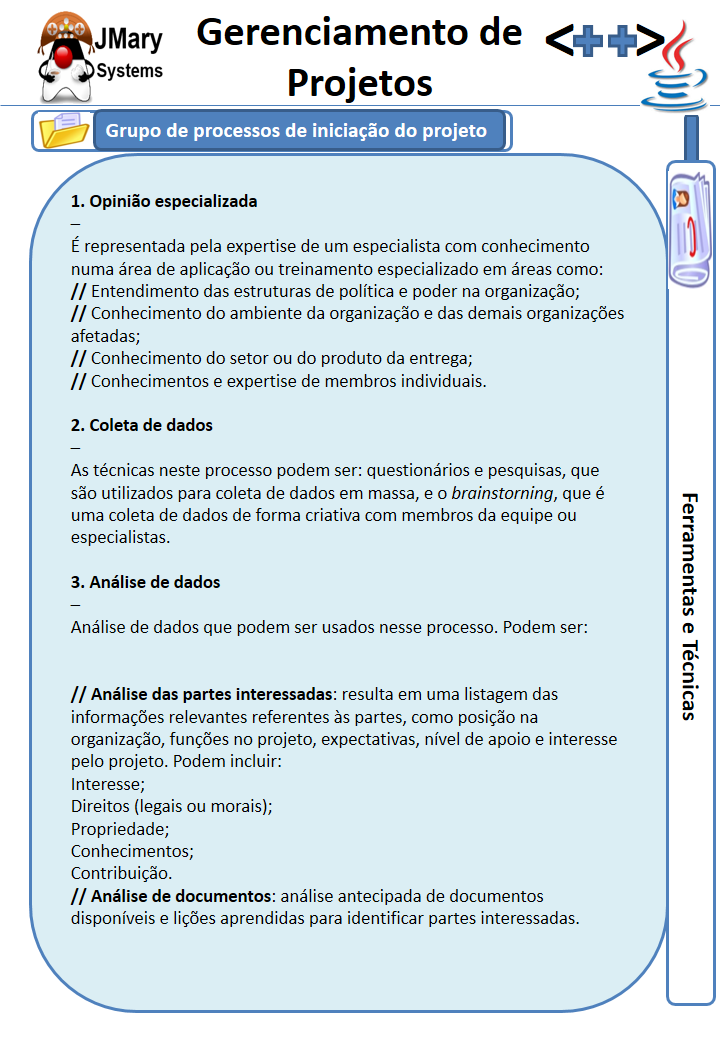 JMary
Systems
Gerenciamento de
Projetos
<++>
Grupo de processos de iniciação do projeto
1. Opinião especializada
–
É representada pela expertise de um especialista com conhecimento
numa área de aplicação ou treinamento especializado em áreas como:
// Entendimento das estruturas de política e poder na organização;
// Conhecimento do ambiente da organização e das demais organizações
afetadas;
// Conhecimento do setor ou do produto da entrega;
// Conhecimentos e expertise de membros individuais.
2. Coleta de dados
–
As técnicas neste processo podem ser: questionários e pesquisas, que
são utilizados para coleta de dados em massa, e o brainstorning, que é
uma coleta de dados de forma criativa com membros da equipe ou
especialistas.
3. Análise de dados
–
Análise de dados que podem ser usados nesse processo. Podem ser:
// Análise das partes interessadas: resulta em uma listagem das
informações relevantes referentes às partes, como posição na
organização, funções no projeto, expectativas, nível de apoio e interesse
pelo projeto. Podem incluir:
Interesse;
Direitos (legais ou morais);
Propriedade;
Conhecimentos;
Contribuição.
// Análise de documentos: análise antecipada de documentos
disponíveis e lições aprendidas para identificar partes interessadas.
Ferramentas e Técnicas